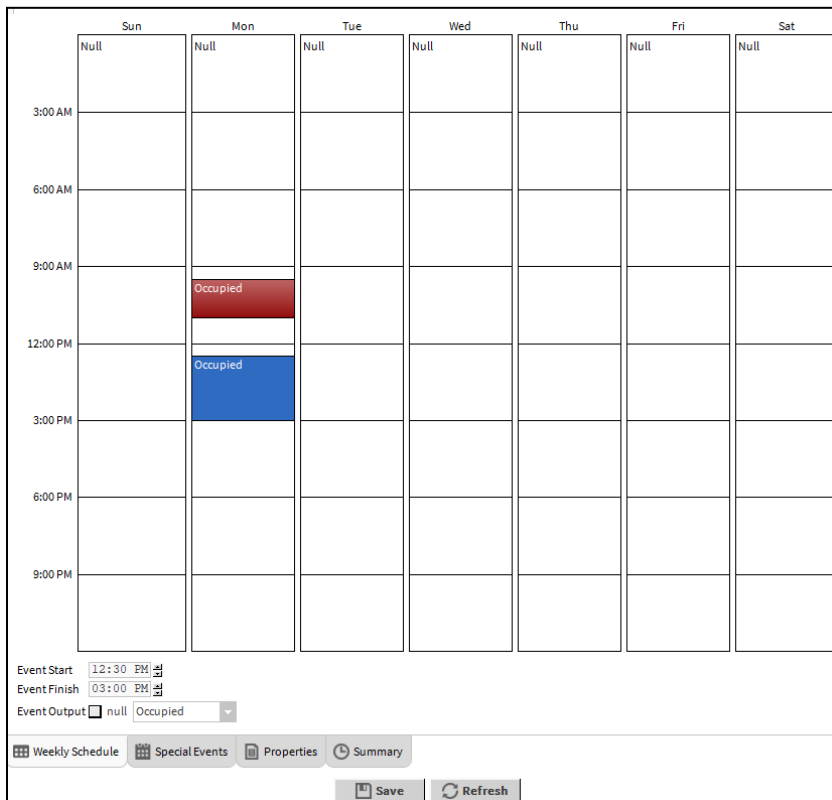 Sun Mon Tue Wed Thu Fri Sat
Null Null Null Null Null Null Null
3:00 AM
6:00 AM
9:00 AM
Occupied
12:00 PM
Occupied
3:00 PM
6:00 PM
9:00 PM
Event Start 12:30 PM
Event Finish 03:00 PM
Event Output null Occupied
Weekly Schedule Special Events Properties Summary
Save Refresh